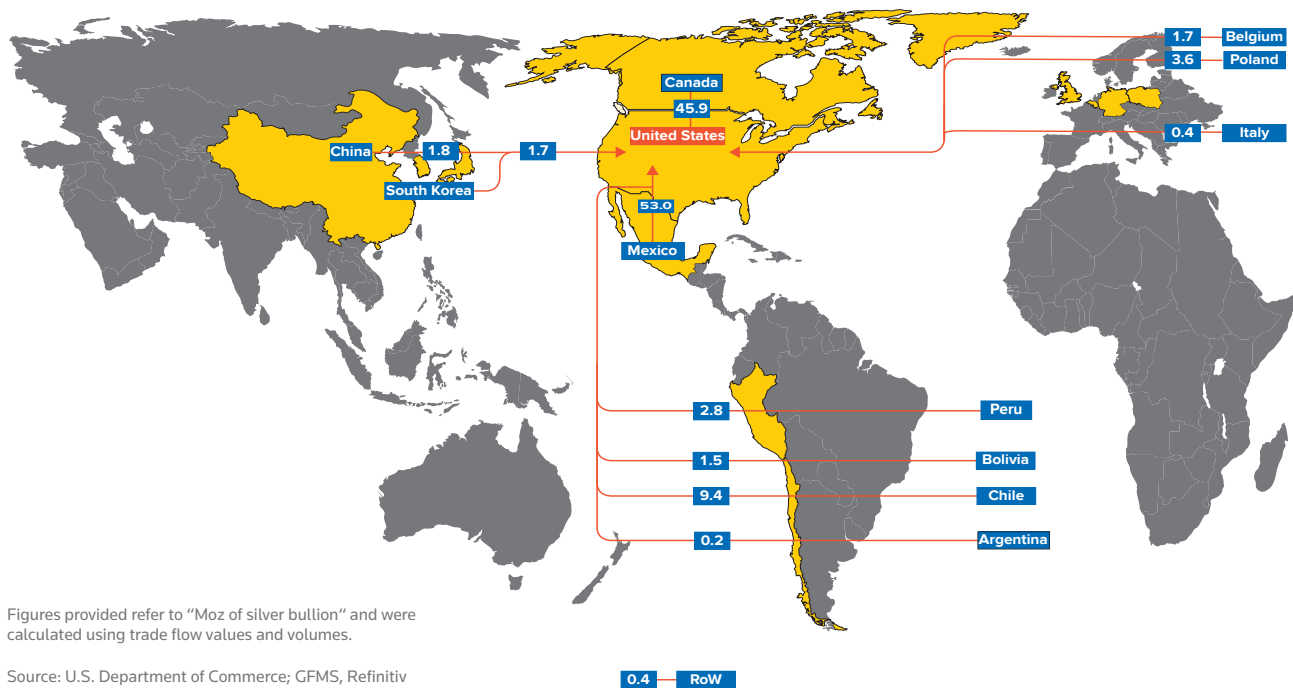 1.7 Belgium
3.6 Poland
Canada
45.9
United States
0.4 Italy
China 1.8 1.7
South Korea
53.0
Mexico
2.8 Peru
1.5 Bolivia
9.4 Chile
0.2 Argentina
Figures provided refer to “Moz of silver bullion“ and were
calculated using trade flow values and volumes.
Source: U.S. Department of Commerce; GFMS, Refinitiv
0.4 RoW